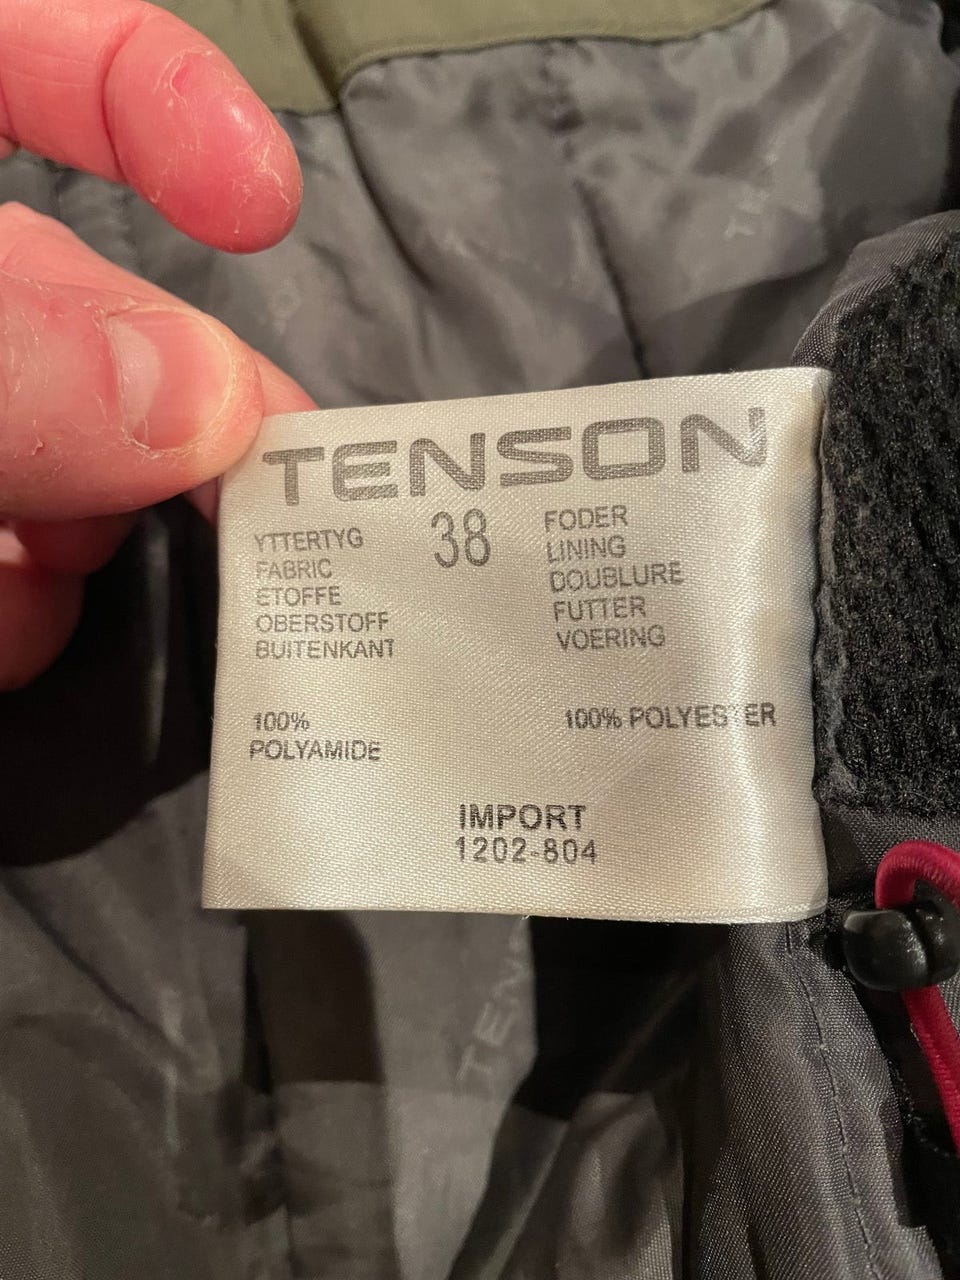 TENSON
38
YTTERTYG
FABRIC
ETOFFE
OBERSTOFF
BUITENKANT
FODER
LINING
DOUBLURE
FUTTER
VOERING
100%
POLYAMIDE
100% POLYESTER
IMPORT
1202-804
TENS